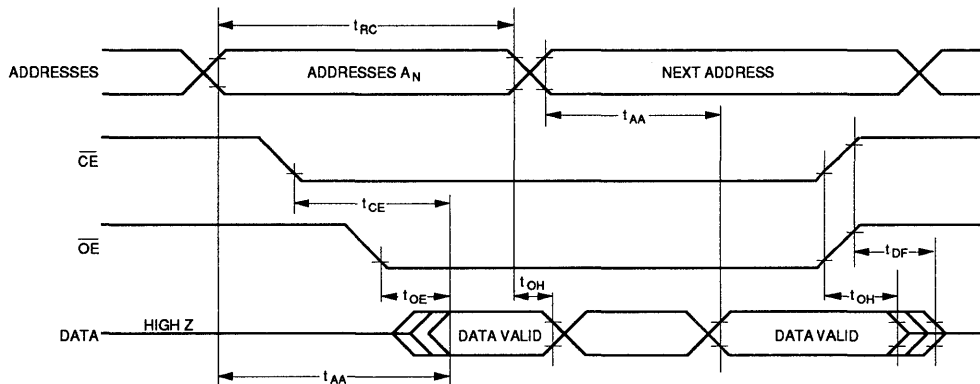 tRC
ADDRESSES
ADDRESSES AN
NEXT ADDRESS
tAA
CE
tCE
OE
tDF
tOE
tOH
tOH
HIGH Z
DATA
DATA VALID
DATA VALID
tAA